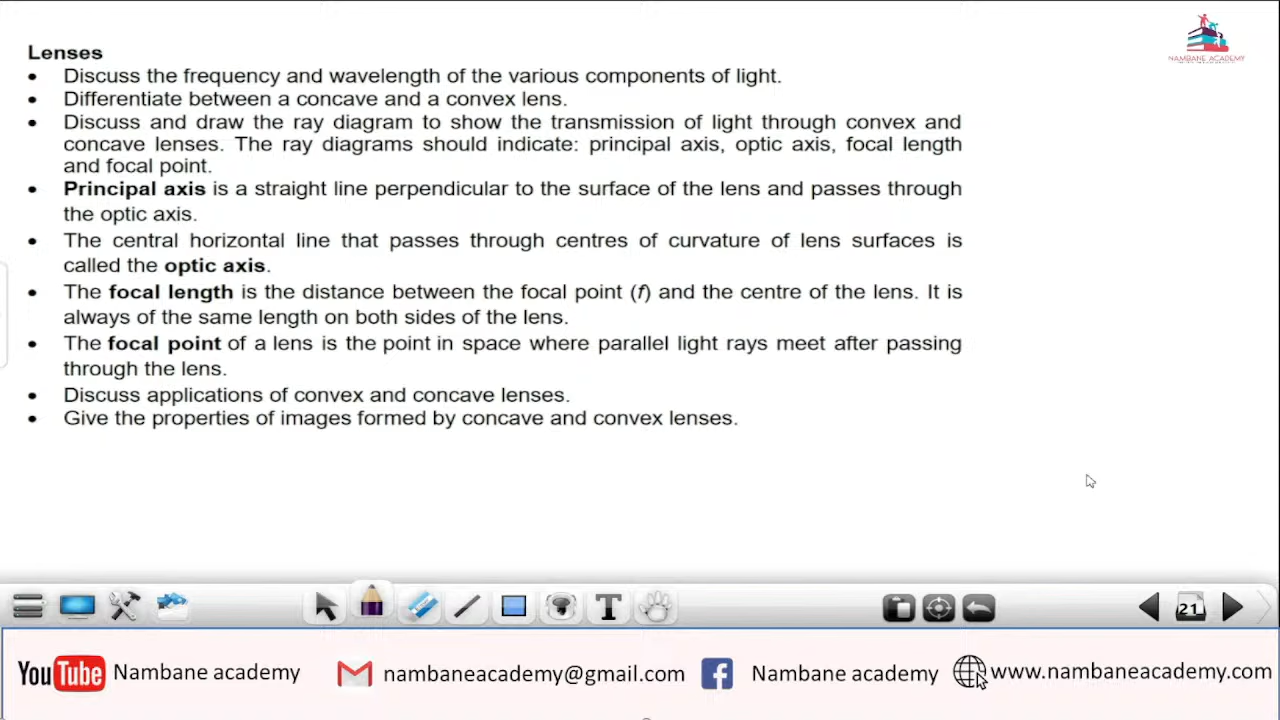 NAMBANE ACADEMY
Lenses
• Discuss the frequency and wavelength of the various components of light.
• Differentiate between a concave and a convex lens.
• Discuss and draw the ray diagram to show the transmission of light through convex and
concave lenses. The ray diagrams should indicate: principal axis, optic axis, focal length
and focal point.
• Principal axis is a straight line perpendicular to the surface of the lens and passes through
the optic axis.
• The central horizontal line that passes through centres of curvature of lens surfaces is
called the optic axis.
• The focal length is the distance between the focal point (f) and the centre of the lens. It is
always of the same length on both sides of the lens.
• The focal point of a lens is the point in space where parallel light rays meet after passing
through the lens.
• Discuss applications of convex and concave lenses.
• Give the properties of images formed by concave and convex lenses.
T
21
YouTube Nambane academy
nambaneacademy@gmail.com
Nambane academy
www.nambaneacademy.com